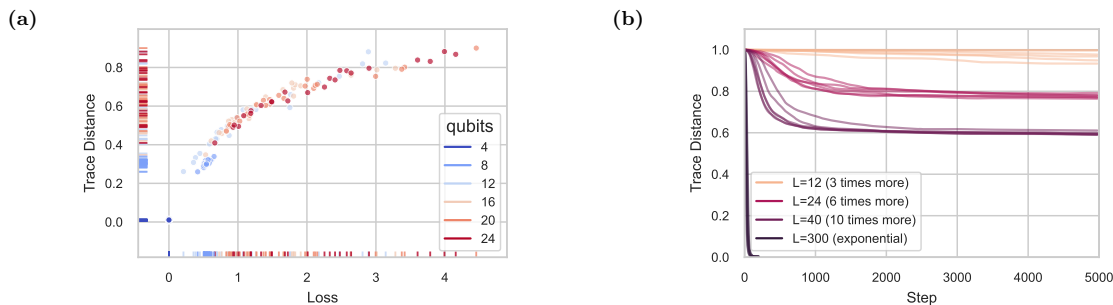 (a)
Trace Distance
0.8
0.6
0.4
0.2
0.0
0
1
2
3
4
Loss
qubits
4
8
12
16
20
24
(b)
Trace Distance
1.0
0.8
0.6
0.4
0.2
0.0
0
1000
2000
3000
4000
5000
Step
L=12 (3 times more)
L=24 (6 times more)
L=40 (10 times more)
L=300 (exponential)